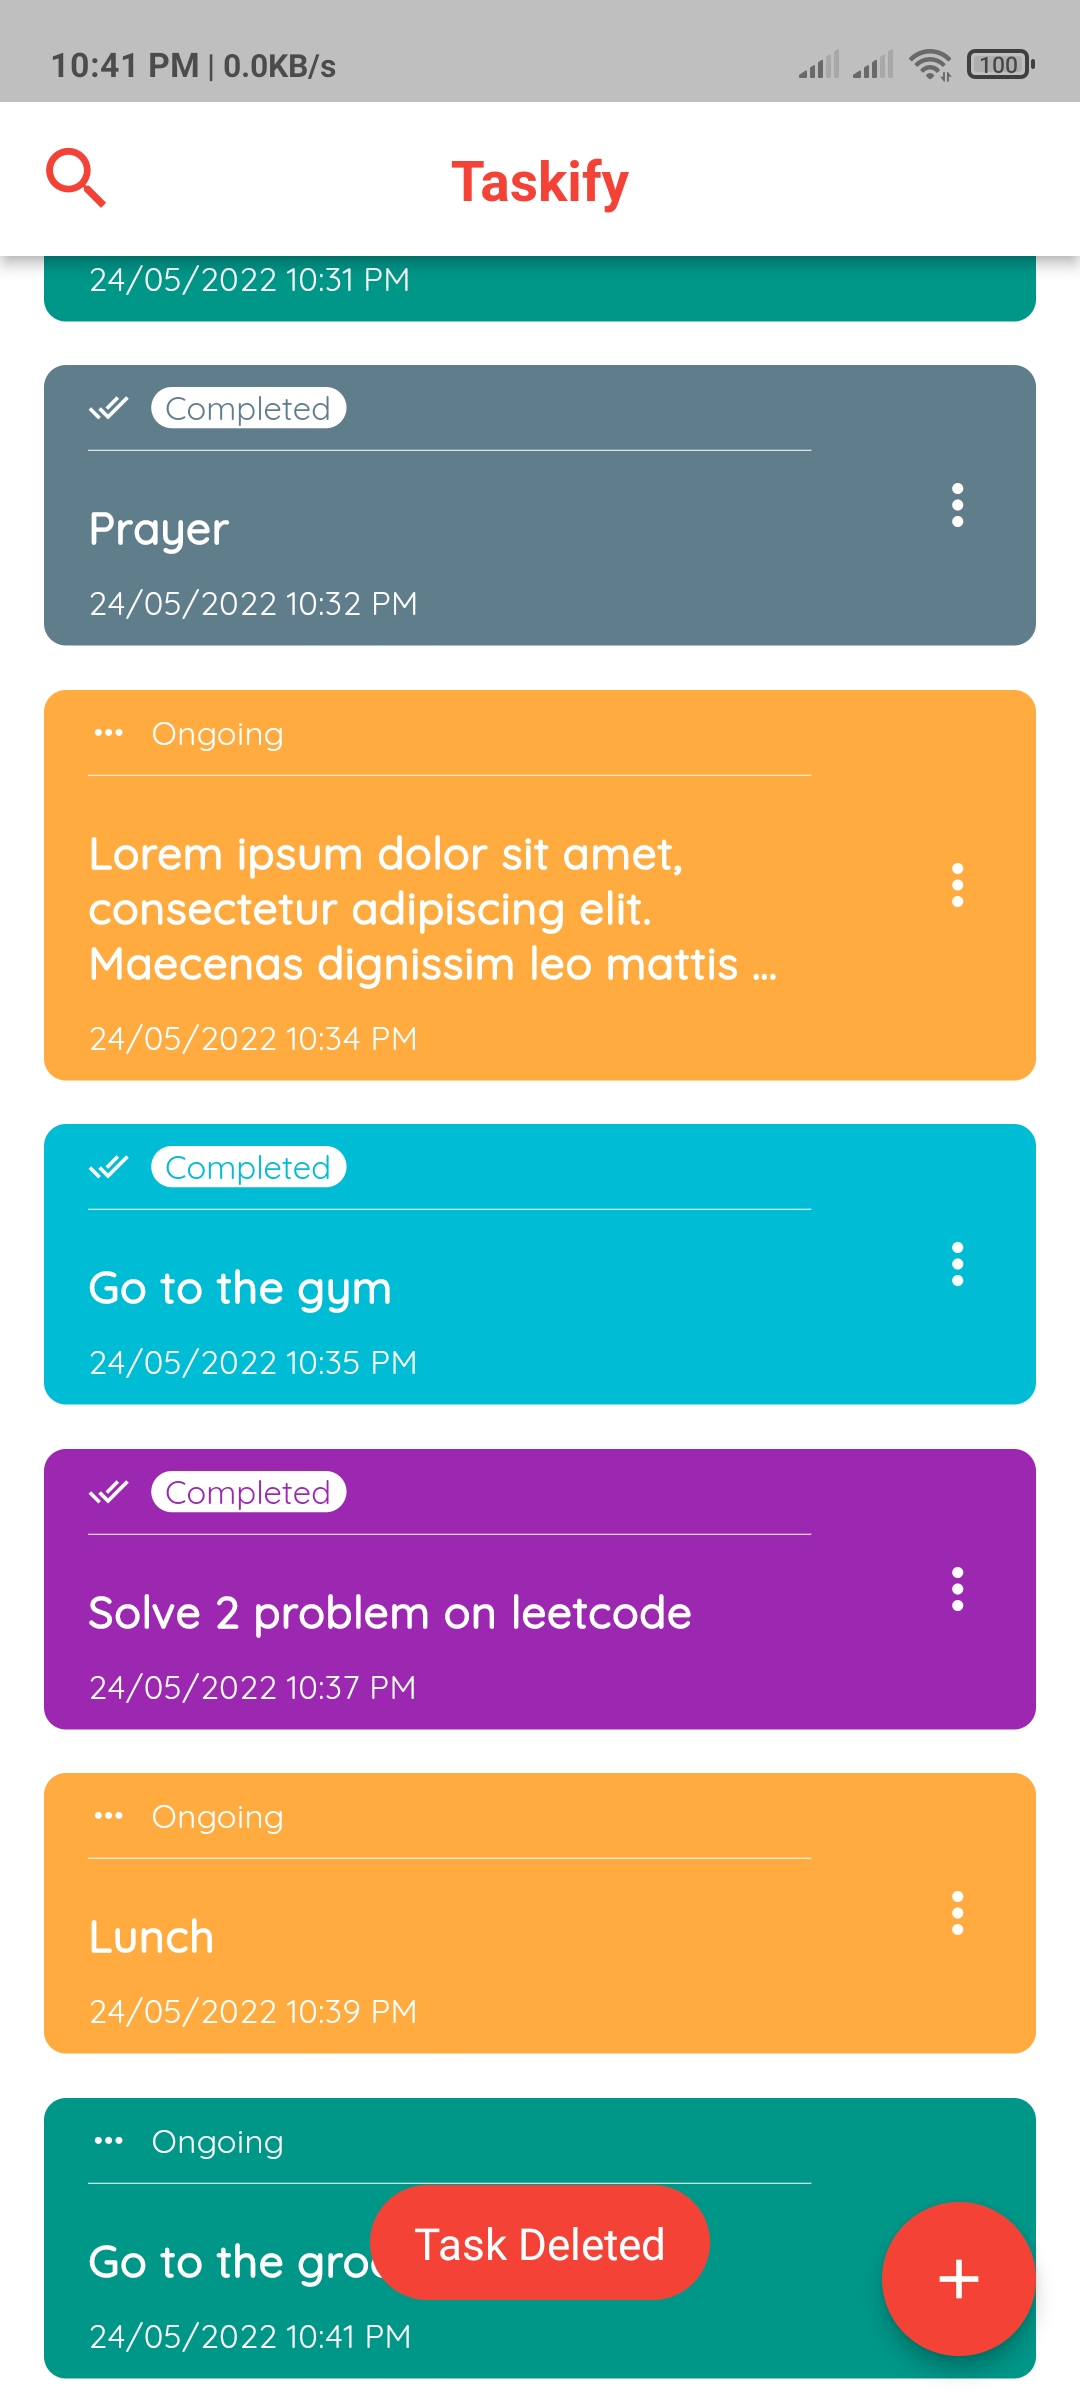 10:41 PM | 0.0KB/s
100
Taskify
24/05/2022 10:31 PM
Completed
Prayer
24/05/2022 10:32 PM
Ongoing
Lorem ipsum dolor sit amet,
consectetur adipiscing elit.
Maecenas dignissim leo mattis ...
24/05/2022 10:34 PM
Completed
Go to the gym
24/05/2022 10:35 PM
Completed
Solve 2 problem on leetcode
24/05/2022 10:37 PM
Ongoing
Lunch
24/05/2022 10:39 PM
Ongoing
Go to the
Task Deleted
24/05/2022 10:41 PM